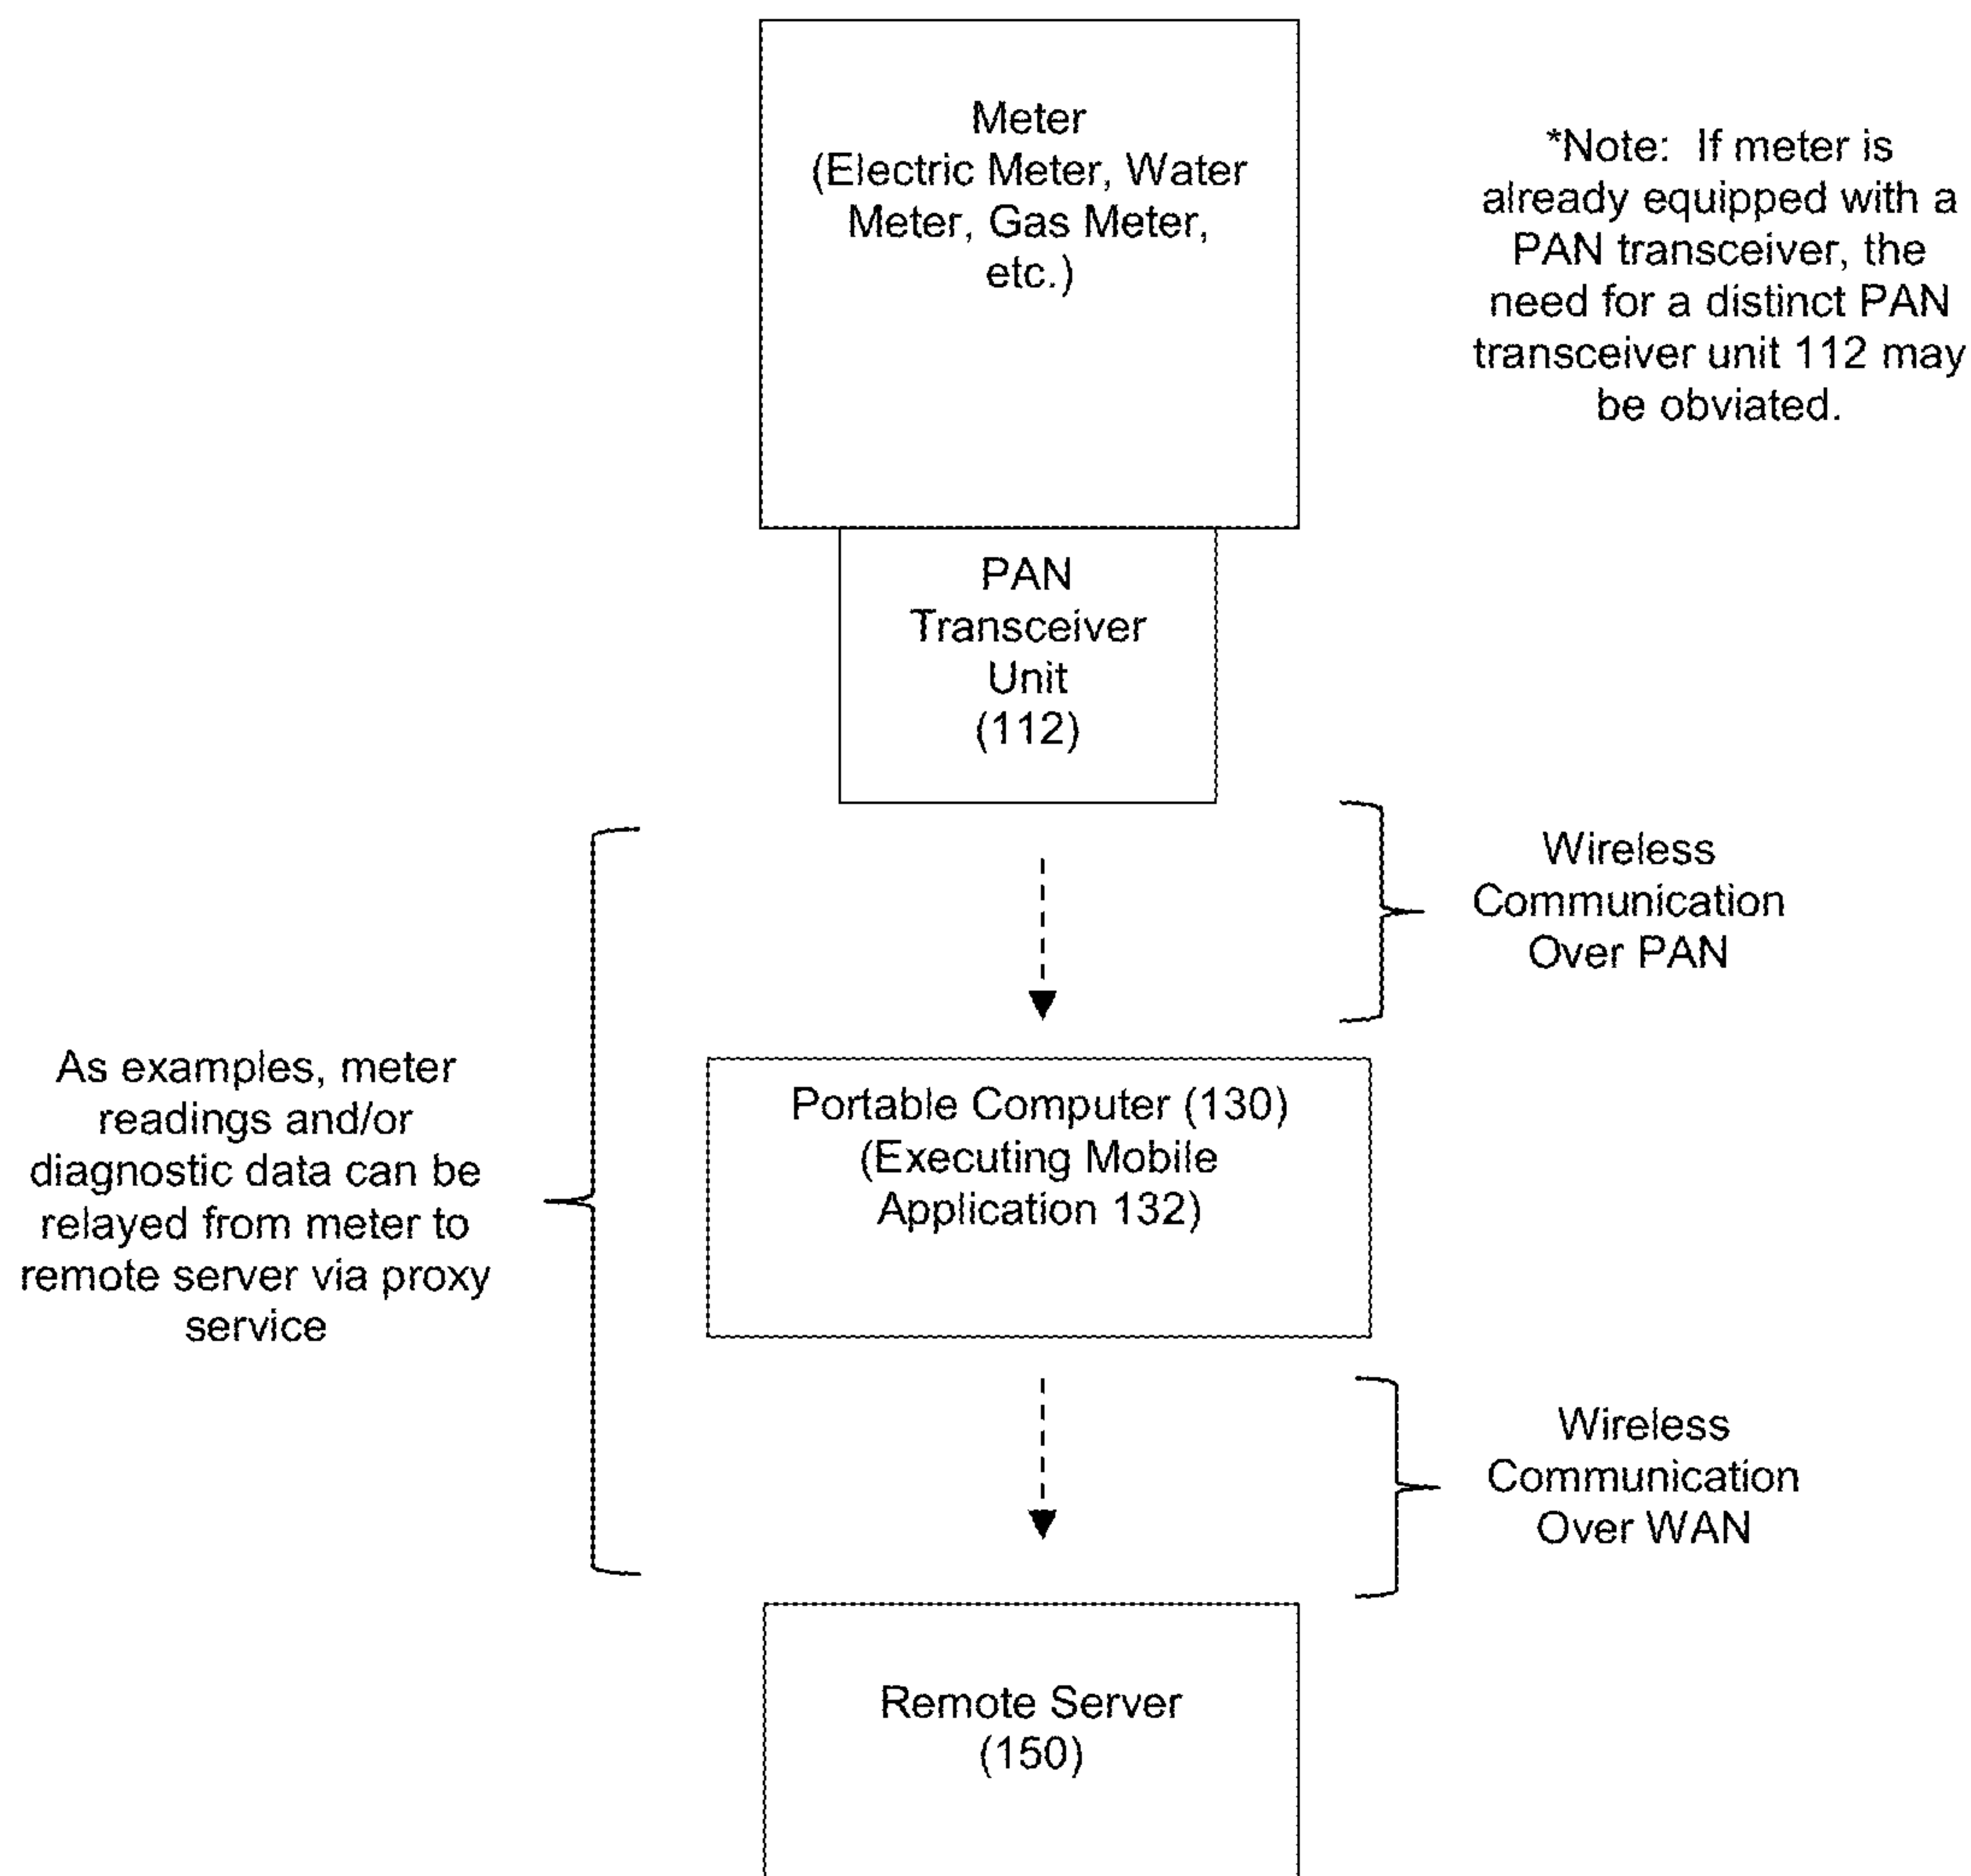 Meter
(Electric Meter, Water
Meter, Gas Meter,
etc.)
*Note: If meter is
already equipped with a
PAN transceiver, the
need for a distinct PAN
transceiver unit 112 may
be obviated.
PAN
Transceiver
Unit
(112)
Wireless
Communication
Over PAN
As examples, meter
readings and/or
diagnostic data can be
relayed from meter to
remote server via proxy
service
Portable Computer (130)
(Executing Mobile
Application 132)
Wireless
Communication
Over WAN
Remote Server
(150)